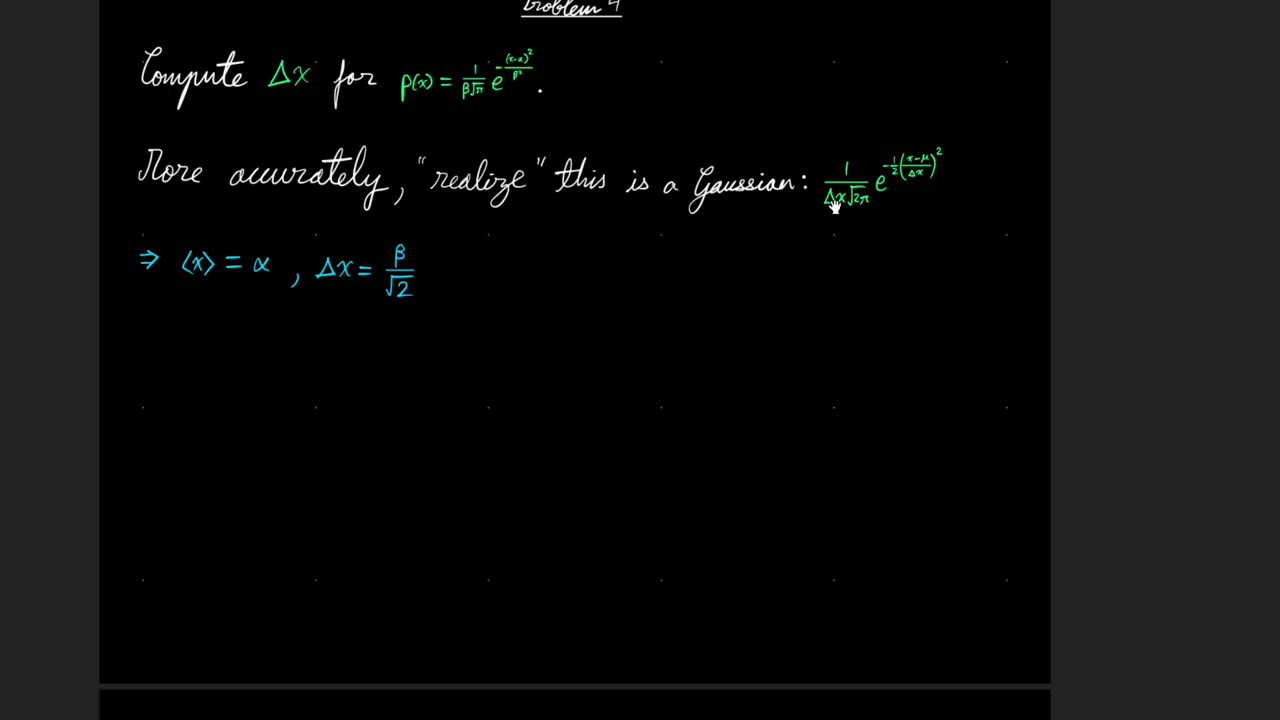 Problem 4
Compute Δx for p(x) = 1/(β√π) e^(-(x-α)²/β²).
More accurately, "realize" this is a Gaussian: 1/(Δx√2π) e^(-1/2((x-μ)/Δx)²)
⇒ ⟨x⟩ = α, Δx = β/√2